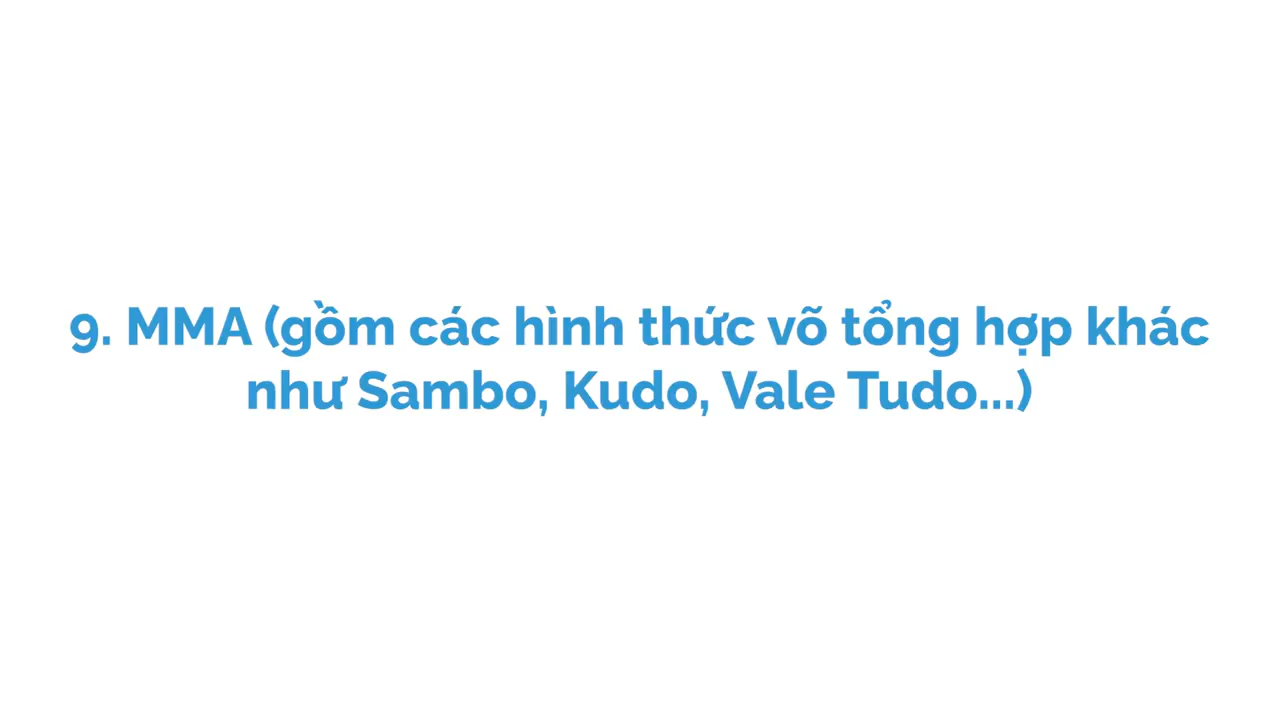 9. MMA (gồm các hình thức võ tổng hợp khác
như Sambo, Kudo, Vale Tudo...)